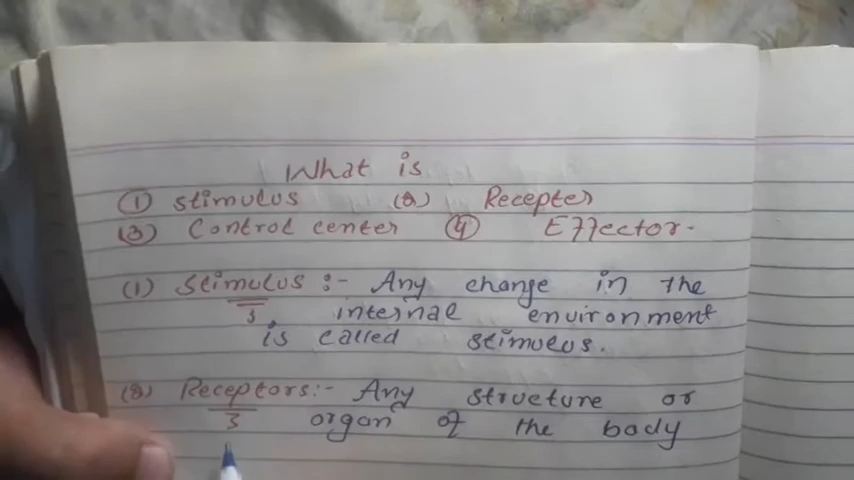 What is
① stimulus (2) Recepter
(3) Control center ④ Effector.
(1) Stimulus :- Any change in the
internal environment
is called stimulus.
(2) Receptors:- Any structure or
organ of the body